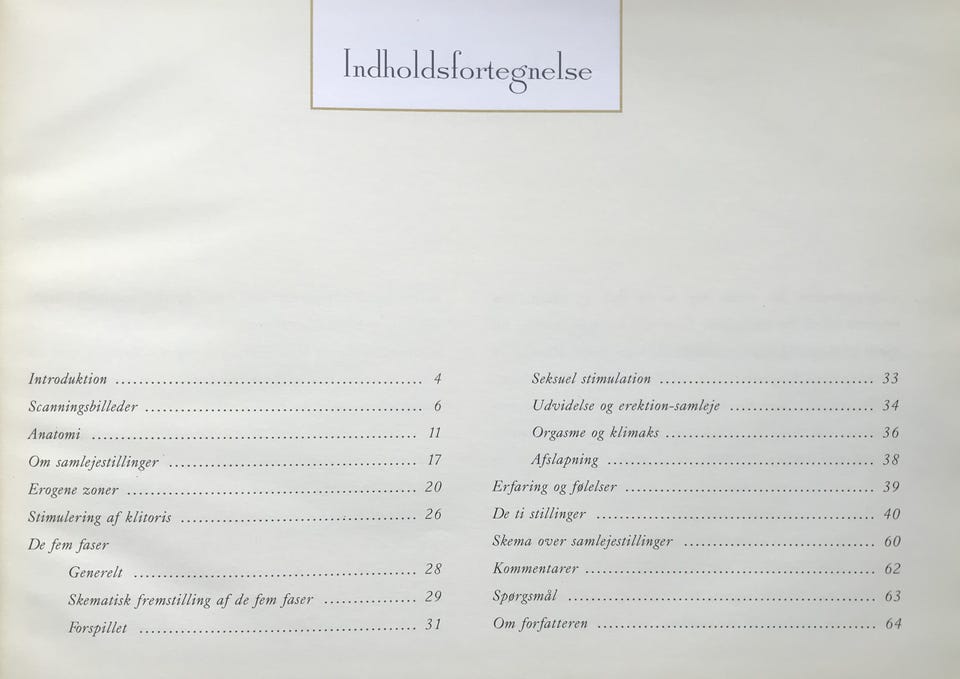 Indholdsfortegnelse
Introduktion .................................................... 4
Scanningsbilleder ............................................... 6
Anatomi ........................................................ 11
Om samlejestillinger ........................................... 17
Erogene zoner .................................................. 20
Stimulering af klitoris ........................................ 26
De fem faser
Generelt ....................................................... 28
Skematisk fremstilling af de fem faser ................ 29
Forspillet ..................................................... 31
Seksuel stimulation ..................................... 33
Udvidelse og erektion-samleje ......................... 34
Orgasme og klimaks .................................... 36
Afslapning .............................................. 38
Erfaring og følelser ........................................... 39
De ti stillinger ................................................ 40
Skema over samlejestillinger ................................. 60
Kommentarer .................................................. 62
Spørgsmål ..................................................... 63
Om forfatteren ................................................ 64